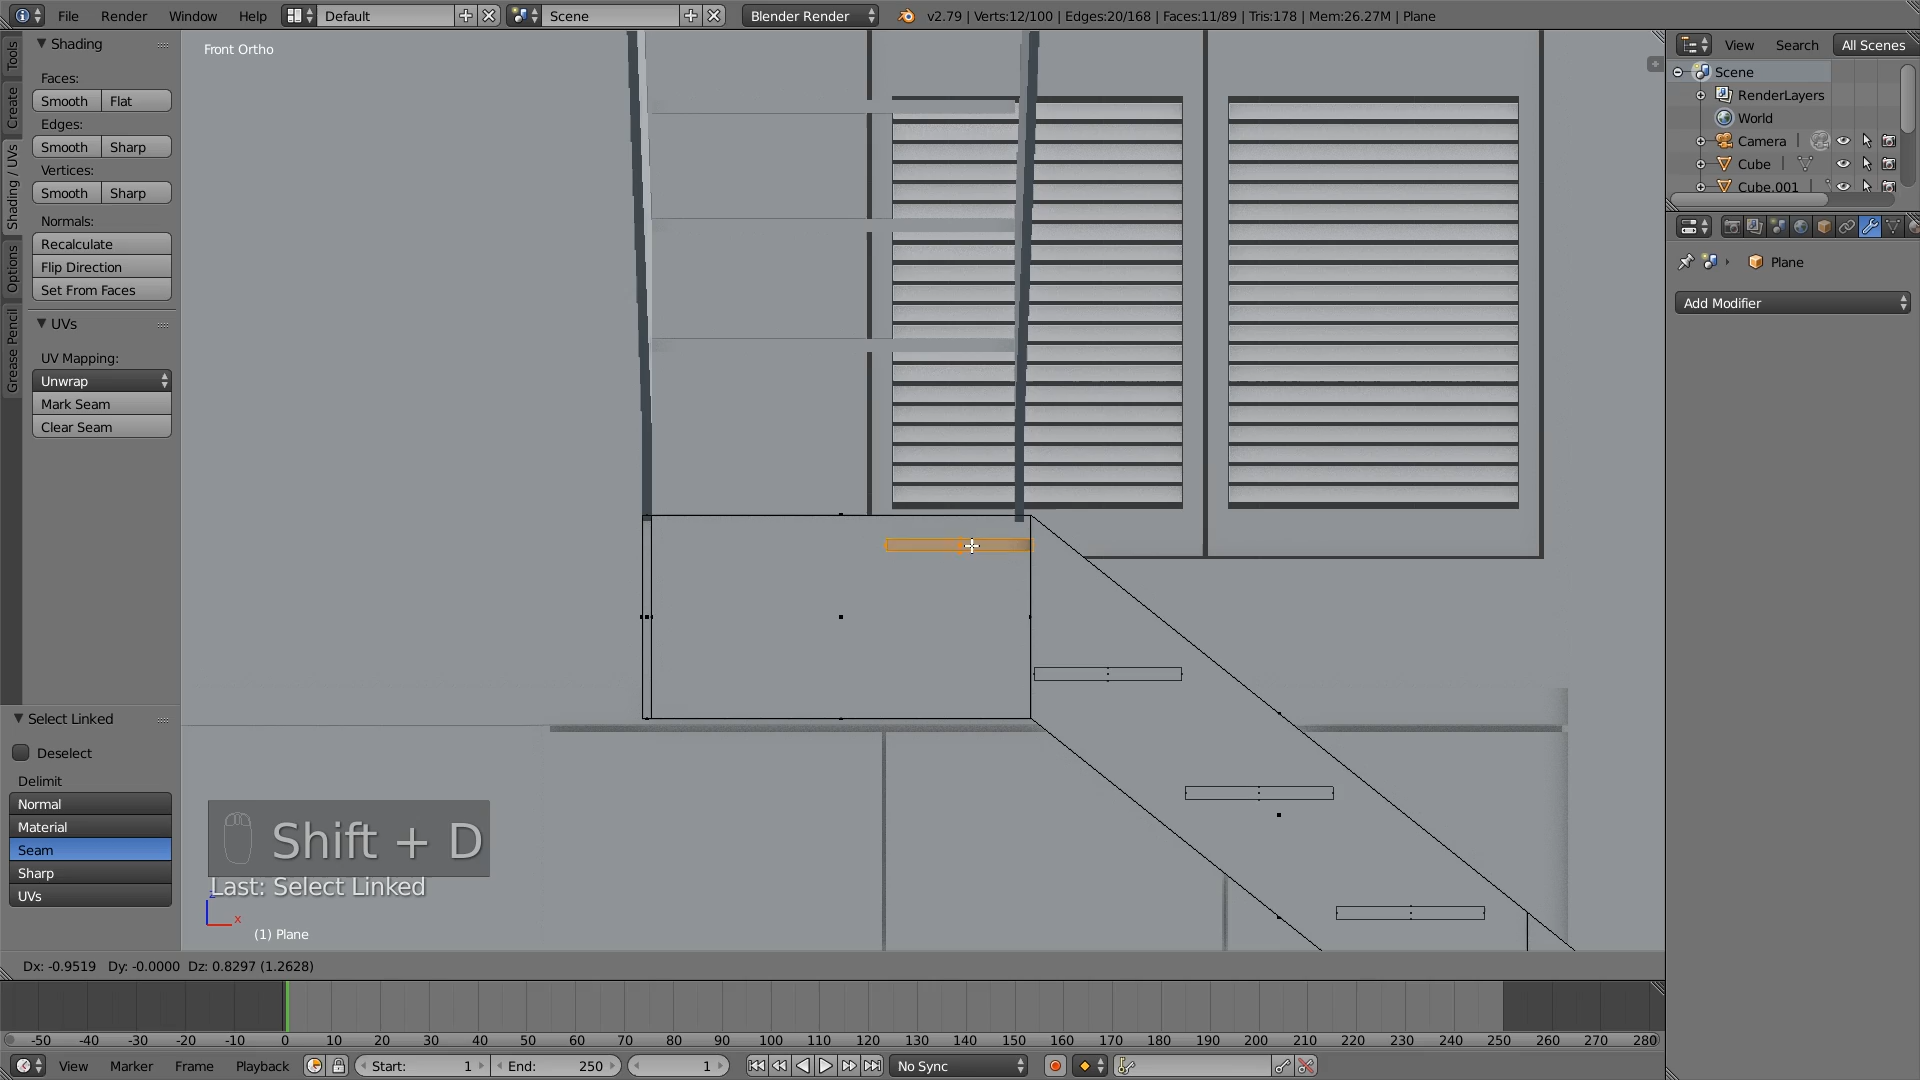 File Render Window Help Default Scene Blender Render v2.79 | Verts:12/100 | Edges:20/168 | Faces:11/89 | Tris:178 | Mem:26.27M | Plane
Tools
Create
Shading / UVs
Options
Grease Pencil
Shading
Faces:
Smooth Flat
Edges:
Smooth Sharp
Vertices:
Smooth Sharp
Normals:
Recalculate
Flip Direction
Set From Faces
UVs
UV Mapping:
Unwrap
Mark Seam
Clear Seam
Select Linked
Deselect
Delimit
Normal
Material
Seam
Sharp
UVs
Front Ortho
Shift + D
Last: Select Linked
x
(1) Plane
Dx: -0.9519 Dy: -0.0000 Dz: 0.8297 (1.2628)
View Search All Scenes
Scene
RenderLayers
World
Camera
Cube
Cube.001
Plane
Add Modifier
-50 -40 -30 -20 -10 0 10 20 30 40 50 60 70 80 90 100 110 120 130 140 150 160 170 180 190 200 210 220 230 240 250 260 270 280
View Marker Frame Playback Start: 1 End: 250 1 No Sync